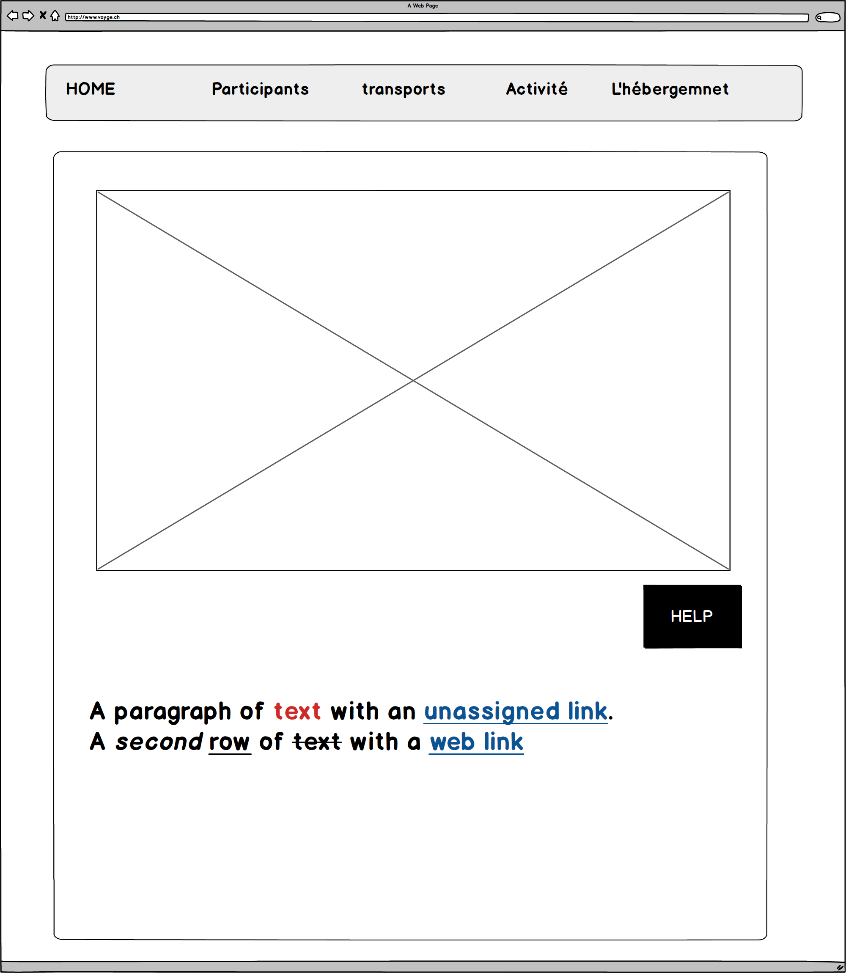 A Web Page
http://www.voyge.ch
HOME Participants transports Activité L'hébergemnet
HELP
A paragraph of text with an unassigned link.
A second row of text with a web link